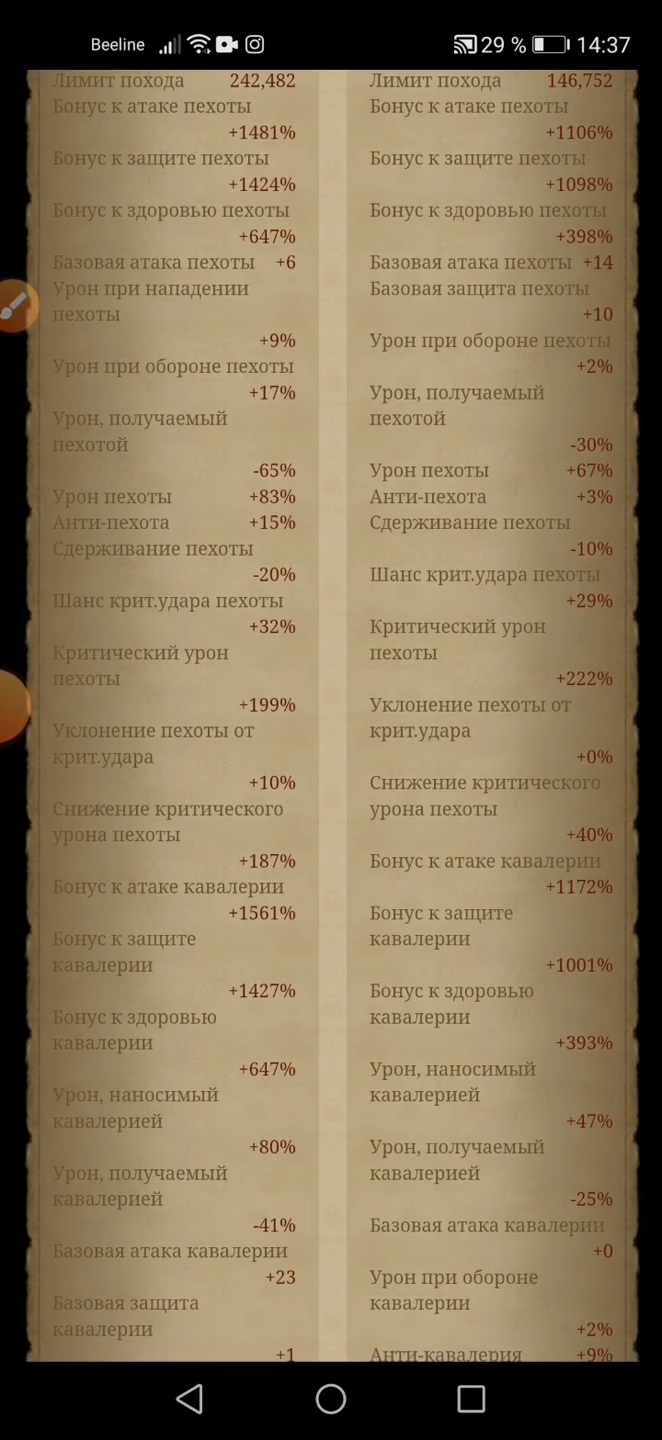 Beeline 29 % 14:37
Лимит похода 242,482
Бонус к атаке пехоты
+1481%
Бонус к защите пехоты
+1424%
Бонус к здоровью пехоты
+647%
Базовая атака пехоты +6
Урон при нападении
пехоты
+9%
Урон при обороне пехоты
+17%
Урон, получаемый
пехотой
-65%
Урон пехоты +83%
Анти-пехота +15%
Сдерживание пехоты
-20%
Шанс крит.удара пехоты
+32%
Критический урон
пехоты
+199%
Уклонение пехоты от
крит.удара
+10%
Снижение критического
урона пехоты
+187%
Бонус к атаке кавалерии
+1561%
Бонус к защите
кавалерии
+1427%
Бонус к здоровью
кавалерии
+647%
Урон, наносимый
кавалерией
+80%
Урон, получаемый
кавалерией
-41%
Базовая атака кавалерии
+23
Базовая защита
кавалерии
+1
Лимит похода 146,752
Бонус к атаке пехоты
+1106%
Бонус к защите пехоты
+1098%
Бонус к здоровью пехоты
+398%
Базовая атака пехоты +14
Базовая защита пехоты
+10
Урон при обороне пехоты
+2%
Урон, получаемый
пехотой
-30%
Урон пехоты +67%
Анти-пехота +3%
Сдерживание пехоты
-10%
Шанс крит.удара пехоты
+29%
Критический урон
пехоты
+222%
Уклонение пехоты от
крит.удара
+0%
Снижение критического
урона пехоты
+40%
Бонус к атаке кавалерии
+1172%
Бонус к защите
кавалерии
+1001%
Бонус к здоровью
кавалерии
+393%
Урон, наносимый
кавалерией
+47%
Урон, получаемый
кавалерией
-25%
Базовая атака кавалерии
+0
Урон при обороне
кавалерии
+2%
Анти-кавалерия +9%